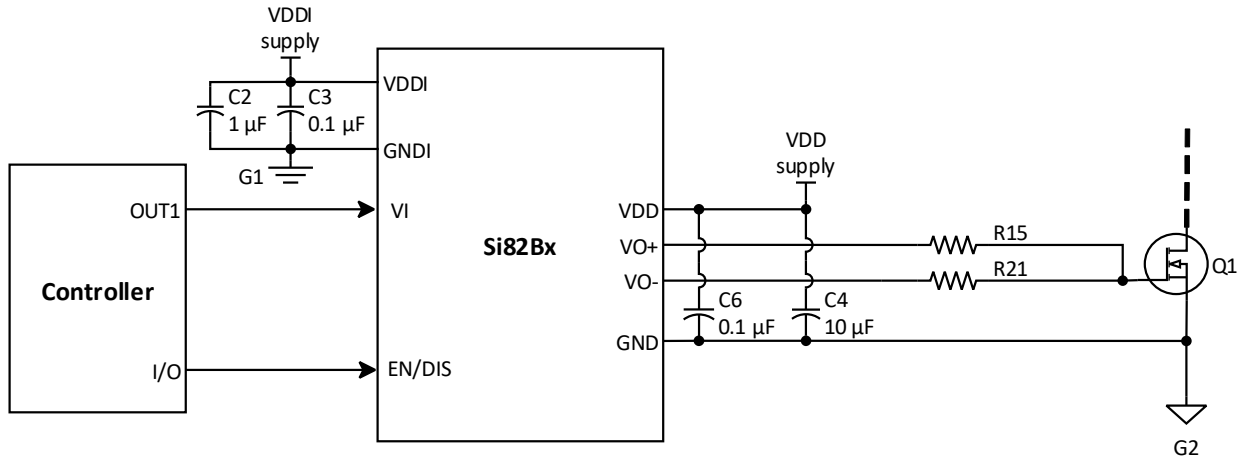 VDDI
supply
VDDI
C2
C3
1 µF
0.1 µF
GNDI
G1
Controller
OUT1
I/O
VI
Si82Bx
EN/DIS
VDD
supply
VDD
VO+
VO-
GND
C6
0.1 µF
C4
10 µF
R15
R21
Q1
G2